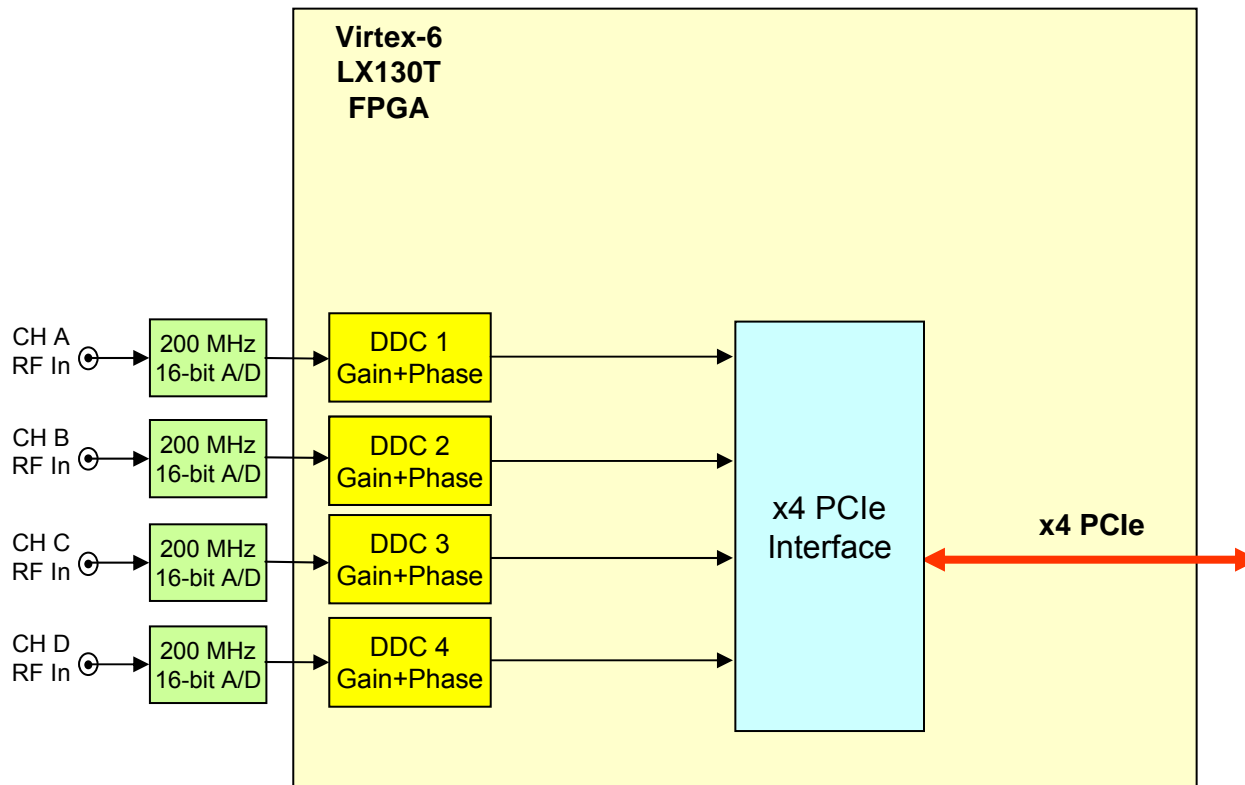 Virtex-6
LX130T
FPGA
CH A
RF In
200 MHz
16-bit A/D
DDC 1
Gain+Phase
CH B
RF In
200 MHz
16-bit A/D
DDC 2
Gain+Phase
CH C
RF In
200 MHz
16-bit A/D
DDC 3
Gain+Phase
CH D
RF In
200 MHz
16-bit A/D
DDC 4
Gain+Phase
x4 PCIe
Interface
x4 PCIe